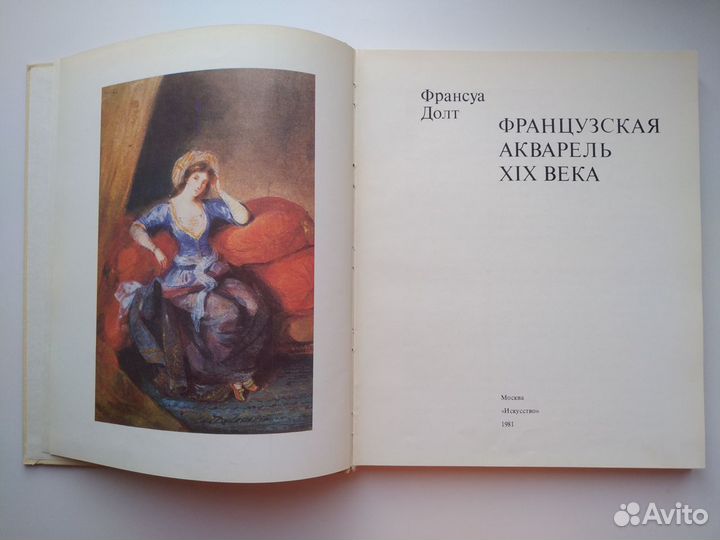 Франсуа
Долт
ФРАНЦУЗСКАЯ
АКВАРЕЛЬ
XIX ВЕКА
Москва
«Искусство»
1981
Avito